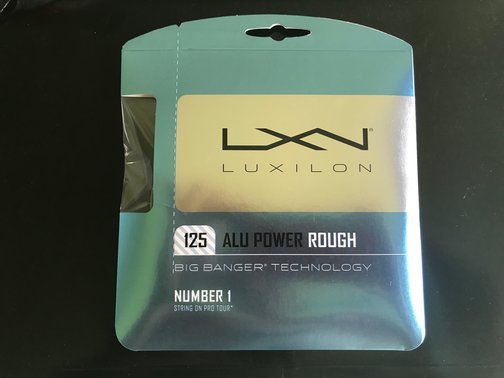 LXN®
LUXILON
125 ALU POWER ROUGH
BIG BANGER® TECHNOLOGY
NUMBER 1
STRING ON PRO TOUR*